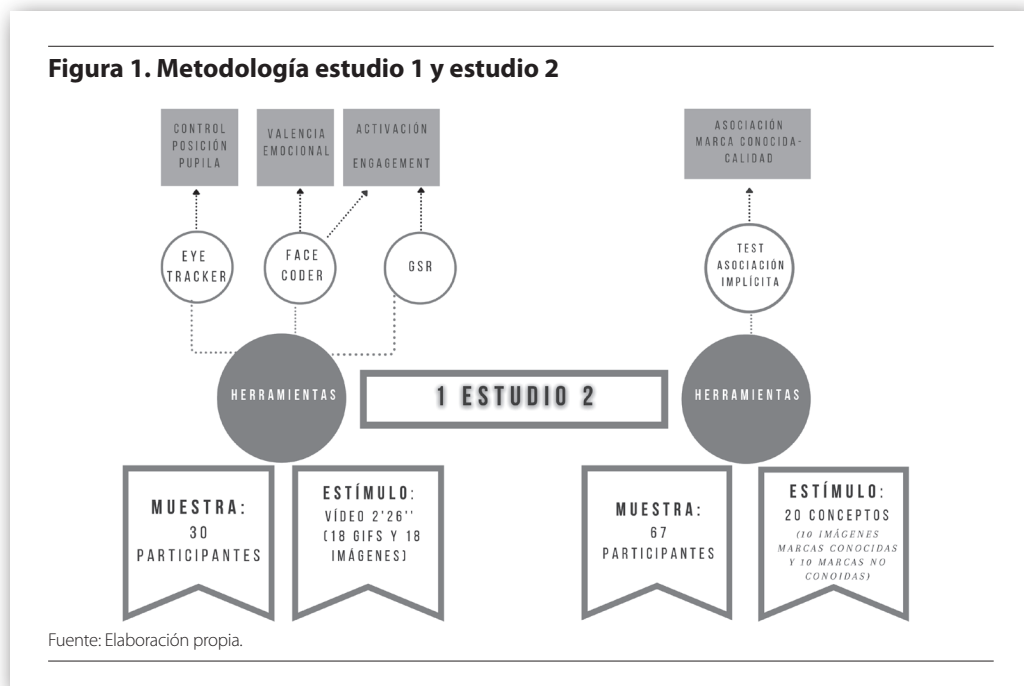 Figura 1. Metodología estudio 1 y estudio 2
CONTROL
POSICIÓN
PUPILA
VALENCIA
EMOCIONAL
ACTIVACIÓN
ENGAGEMENT
ASOCIACIÓN
MARCA CONOCIDA-
CALIDAD
EYE
TRACKER
FACE
CODER
GSR
TEST
ASOCIACIÓN
IMPLÍCITA
HERRAMIENTAS
1 ESTUDIO 2
HERRAMIENTAS
MUESTRA:
30
PARTICIPANTES
ESTÍMULO:
VÍDEO 2'26''
(18 GIFS Y 18
IMÁGENES)
MUESTRA:
67
PARTICIPANTES
ESTÍMULO:
20 CONCEPTOS
(10 IMÁGENES
MARCAS CONOCIDAS
Y 10 MARCAS NO
CONOIDAS)
Fuente: Elaboración propia.